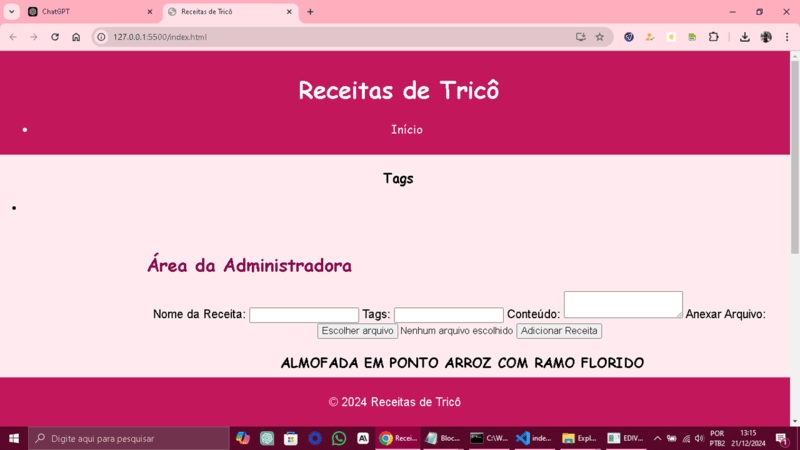 ChatGPT
Receitas de Tricô
127.0.0.1:5500/index.html
Receitas de Tricô
Início
Tags
Área da Administradora
Nome da Receita: Tags: Conteúdo: Anexar Arquivo:
Escolher arquivo Nenhum arquivo escolhido Adicionar Receita
ALMOFADA EM PONTO ARROZ COM RAMO FLORIDO
© 2024 Receitas de Tricô
Digite aqui para pesquisar
Recei...
Bloc...
C:\W...
inde...
Expl...
EDIV...
POR
PTB2
13:15
21/12/2024
1